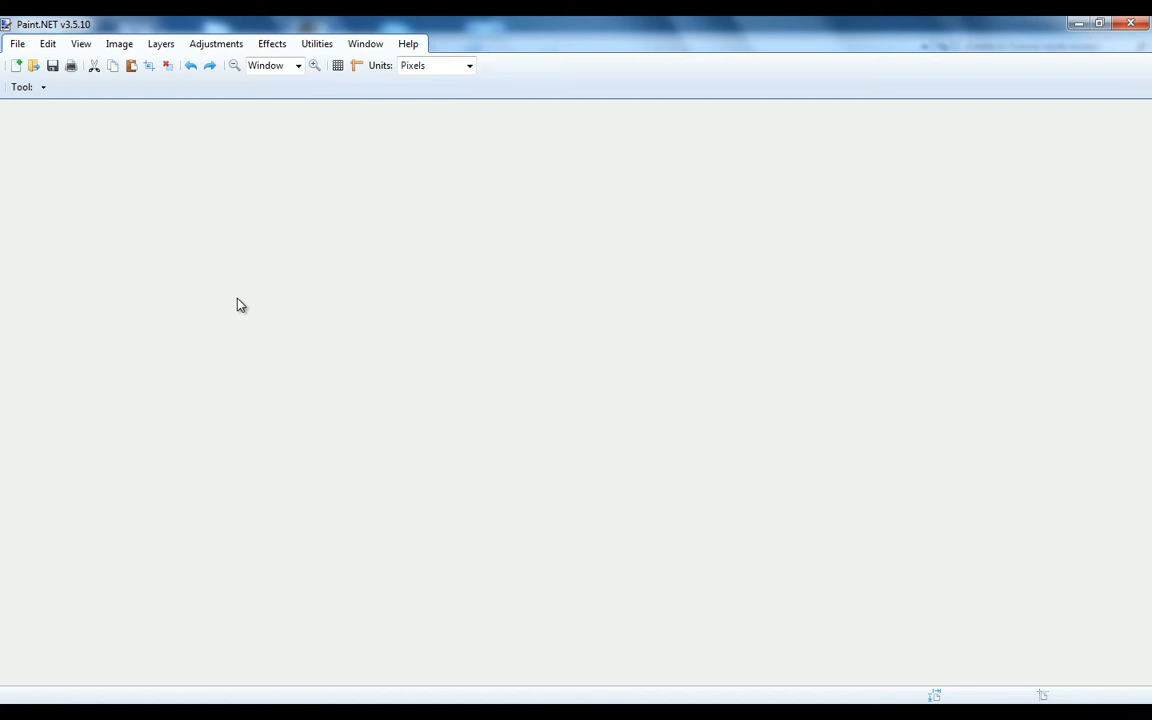 Paint.NET v3.5.10
File Edit View Image Layers Adjustments Effects Utilities Window Help
Window Units: Pixels
Tool: